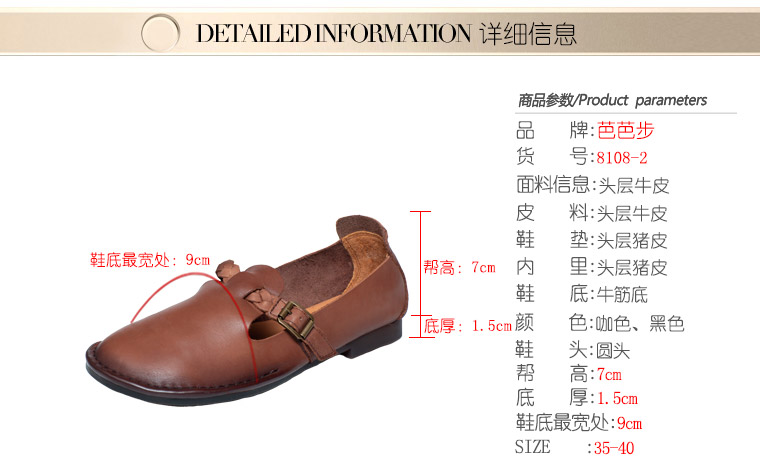 DETAILED INFORMATION 详细信息
商品参数/Product parameters
品 牌:芭芭步
货 号:8108-2
面料信息:头层牛皮
皮 料:头层牛皮
鞋 垫:头层猪皮
内 里:头层猪皮
鞋 底:牛筋底
颜 色:咖色、黑色
鞋 头:圆头
帮 高:7cm
底 厚:1.5cm
鞋底最宽处:9cm
SIZE :35-40
鞋底最宽处: 9cm
帮高: 7cm
底厚: 1.5cm